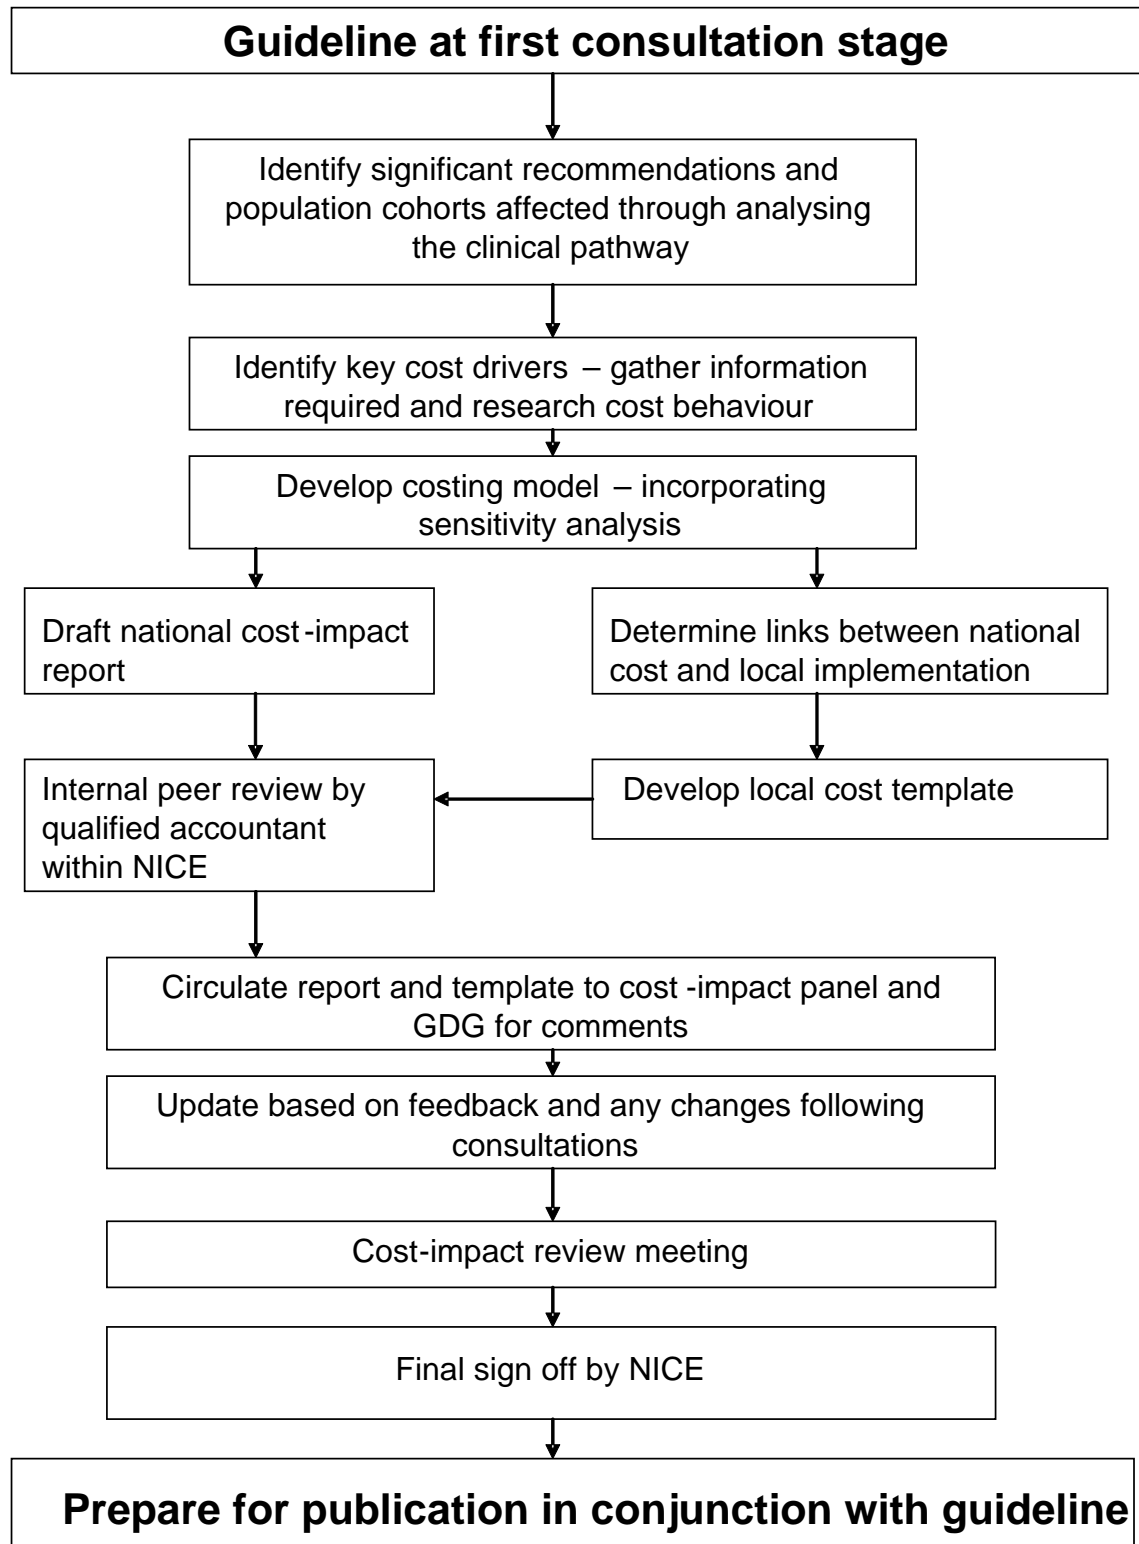 Guideline at first consultation stage
Identify significant recommendations and
population cohorts affected through analysing
the clinical pathway
Identify key cost drivers – gather information
required and research cost behaviour
Develop costing model – incorporating
sensitivity analysis
Draft national cost-impact
report
Determine links between national
cost and local implementation
Internal peer review by
qualified accountant
within NICE
Develop local cost template
Circulate report and template to cost-impact panel and
GDG for comments
Update based on feedback and any changes following
consultations
Cost-impact review meeting
Final sign off by NICE
Prepare for publication in conjunction with guideline